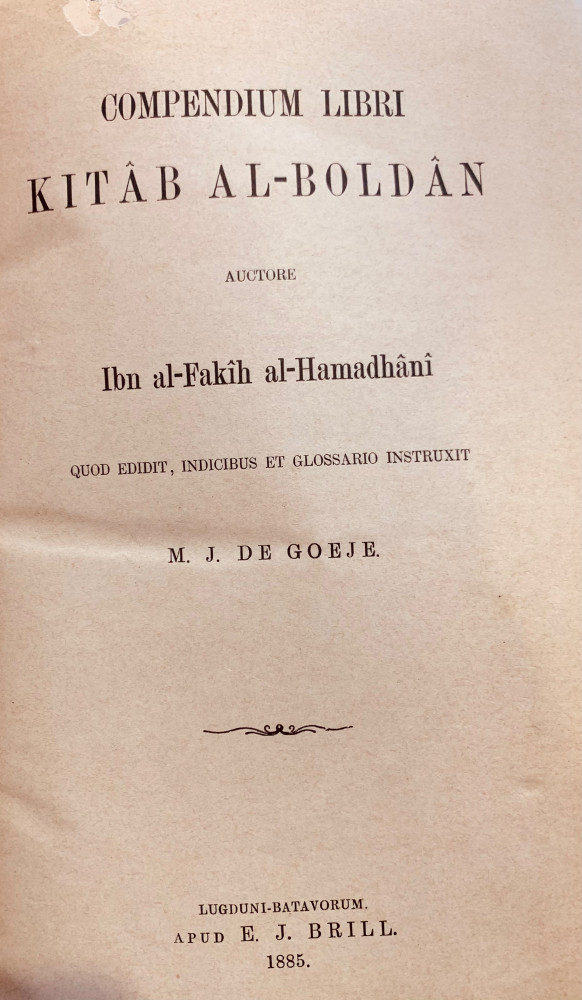 COMPENDIUM LIBRI
KITÂB AL-BOLDÂN
AUCTORE
Ibn al-Fakîh al-Hamadhânî
QUOD EDIDIT, INDICIBUS ET GLOSSARIO INSTRUXIT
M. J. DE GOEJE.
LUGDUNI-BATAVORUM.
APUD E. J. BRILL.
1885.